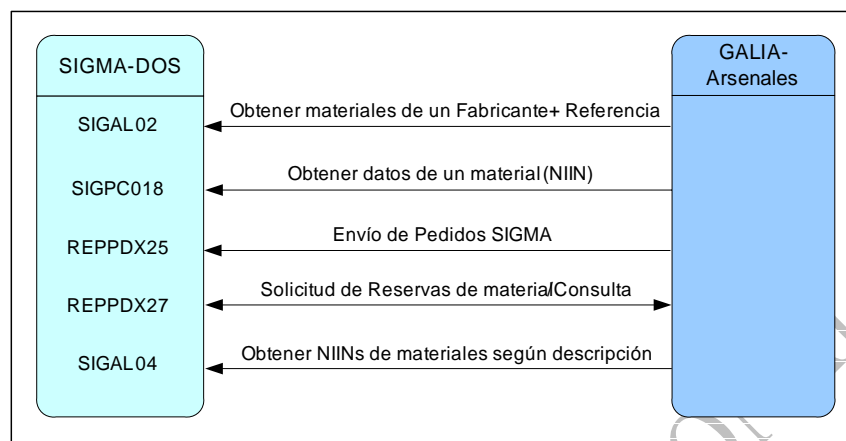 SIGMA-DOS
GALIA-
Arsenales
Obtener materiales de un Fabricante+ Referencia
SIGAL02
Obtener datos de un material(NIIN)
SIGPC018
Envío de Pedidos SIGMA
REPPDX25
Solicitud de Reservas de material/Consulta
REPPDX27
Obtener NIINs de materiales según descripción
SIGAL04